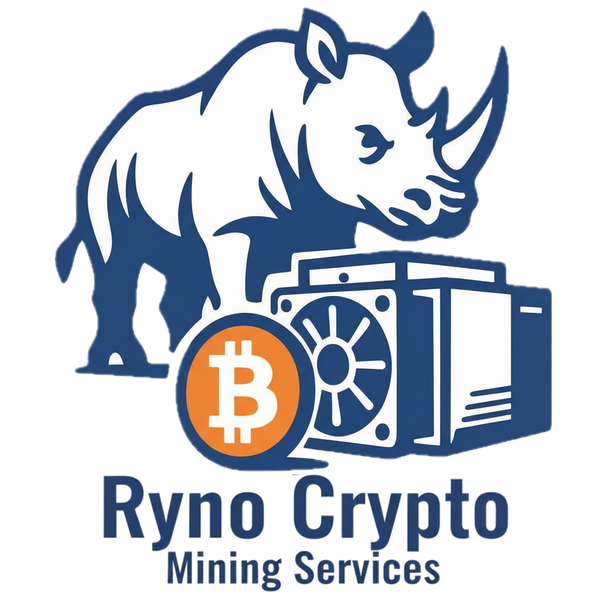 ₿
Ryno Crypto
Mining Services